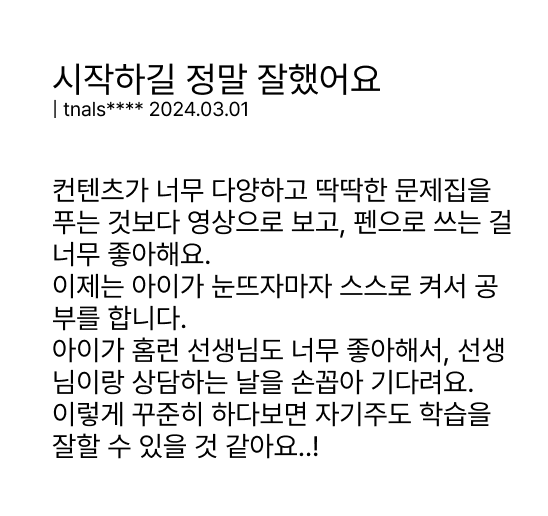 시작하길 정말 잘했어요
| tnals**** 2024.03.01
컨텐츠가 너무 다양하고 딱딱한 문제집을
푸는 것보다 영상으로 보고, 펜으로 쓰는 걸
너무 좋아해요.
이제는 아이가 눈뜨자마자 스스로 켜서 공
부를 합니다.
아이가 홈런 선생님도 너무 좋아해서, 선생
님이랑 상담하는 날을 손꼽아 기다려요.
이렇게 꾸준히 하다보면 자기주도 학습을
잘할 수 있을 것 같아요..!